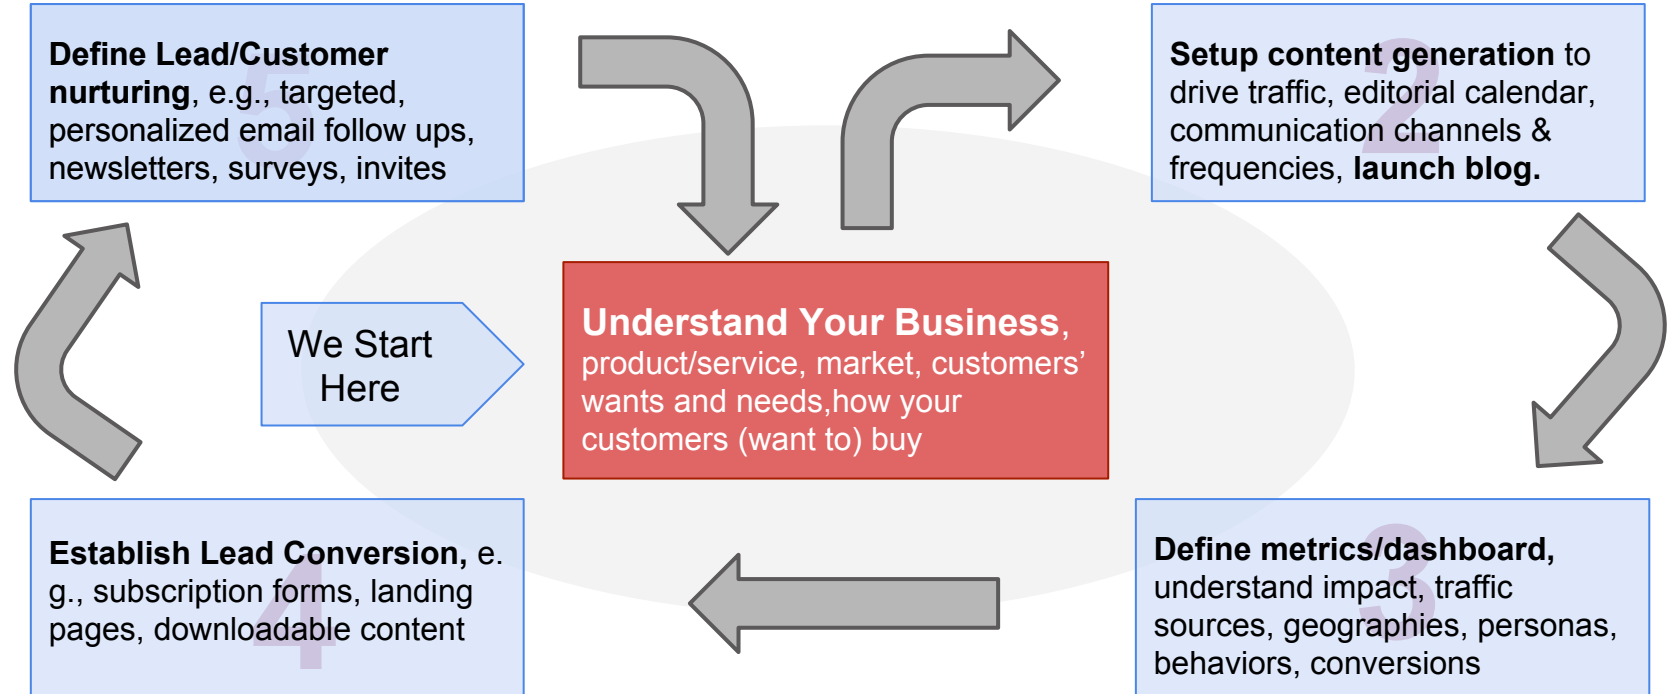 Define Lead/Customer
nurturing, e.g., targeted,
personalized email follow ups,
newsletters, surveys, invites
5
Setup content generation to
drive traffic, editorial calendar,
communication channels &
frequencies, launch blog.
2
We Start
Here
Understand Your Business,
product/service, market, customers’
wants and needs,how your
customers (want to) buy
Establish Lead Conversion, e.
g., subscription forms, landing
pages, downloadable content
4
Define metrics/dashboard,
understand impact, traffic
sources, geographies, personas,
behaviors, conversions
3